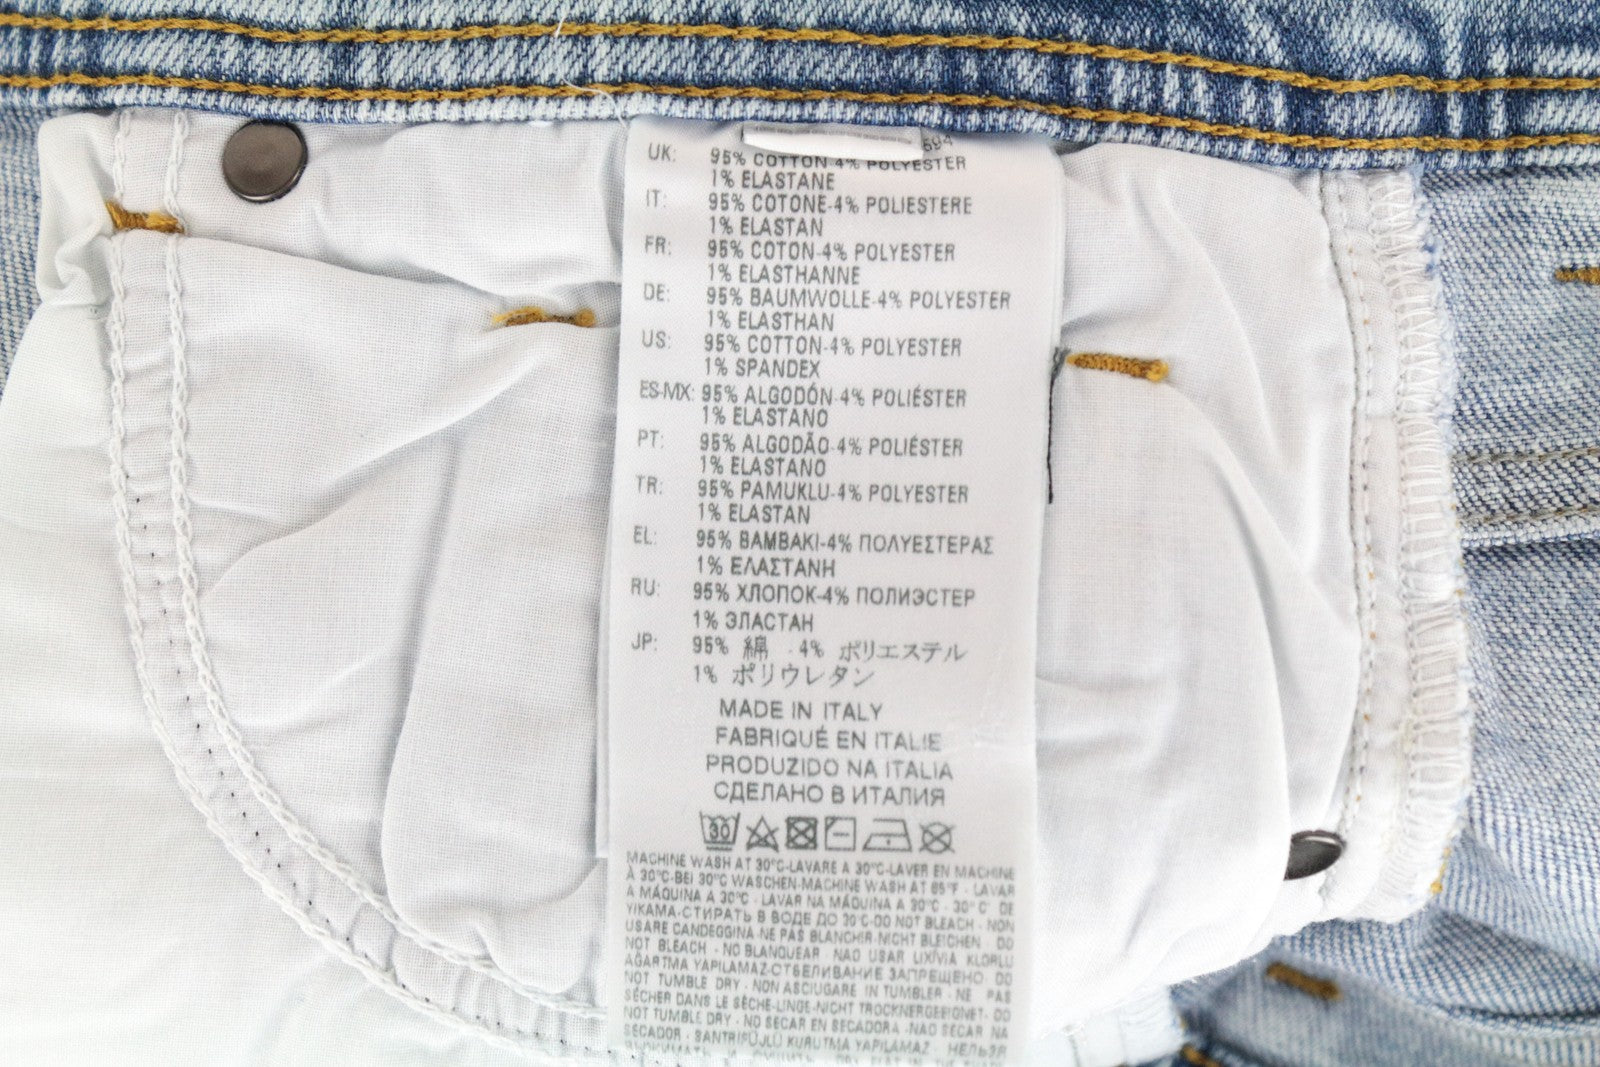 694
UK: 95% COTTON-4% POLYESTER
1% ELASTANE
IT: 95% COTONE-4% POLIESTERE
1% ELASTAN
FR: 95% COTON-4% POLYESTER
1% ELASTHANNE
DE: 95% BAUMWOLLE-4% POLYESTER
1% ELASTHAN
US: 95% COTTON-4% POLYESTER
1% SPANDEX
ES-MX: 95% ALGODÓN-4% POLIÉSTER
1% ELASTANO
PT: 95% ALGODÃO-4% POLIÉSTER
1% ELASTANO
TR: 95% PAMUKLU-4% POLYESTER
1% ELASTAN
EL: 95% ΒΑΜΒΑΚΙ-4% ΠΟΛΥΕΣΤΕΡΑΣ
1% ΕΛΑΣΤΑΝΗ
RU: 95% ХЛОПОК-4% ПОЛИЭСТЕР
1% ЭЛАСТАН
JP: 95% 綿 -4% ポリエステル
1% ポリウレタン
MADE IN ITALY
FABRIQUÉ EN ITALIE
PRODUZIDO NA ITALIA
СДЕЛАНО В ИТАЛИЯ
30
MACHINE WASH AT 30°C-LAVARE A 30°C-LAVER EN MACHINE
À 30°C-BEI 30°C WASCHEN-MACHINE WASH AT 85°F - LAVAR
A MÁQUINA A 30°C - LAVAR NA MÁQUINA A 30°C - 30°C DE
YIKAMA-СТИРАТЬ В ВОДЕ ДО 30°C-DO NOT BLEACH - NON
USARE CANDEGGINA-NE PAS BLANCHIR-NICHT BLEICHEN - DO
NOT BLEACH - NO BLANQUEAR - NAO USAR LIXÍVIA KLORLU
AĞARTMA YAPILAMAZ-ОТБЕЛИВАНИЕ ЗАПРЕЩЕНО DO
NOT TUMBLE DRY - NON ASCIUGARE IN TUMBLER - NE PAS
SÉCHER DANS LE SÈCHE-LINGE-NICHT TROCKNERGEEIGNET- DO
NOT TUMBLE DRY - NO SECAR EN SECADORA -NAO SECAR NA
SECADOR - SANTRIFÜJLÜ KURUTMA YAPILAMAZ - НЕЛЬЗЯ
ВЫЖИМАТЬ И СУШИТЬ DRY FLAT IN THE